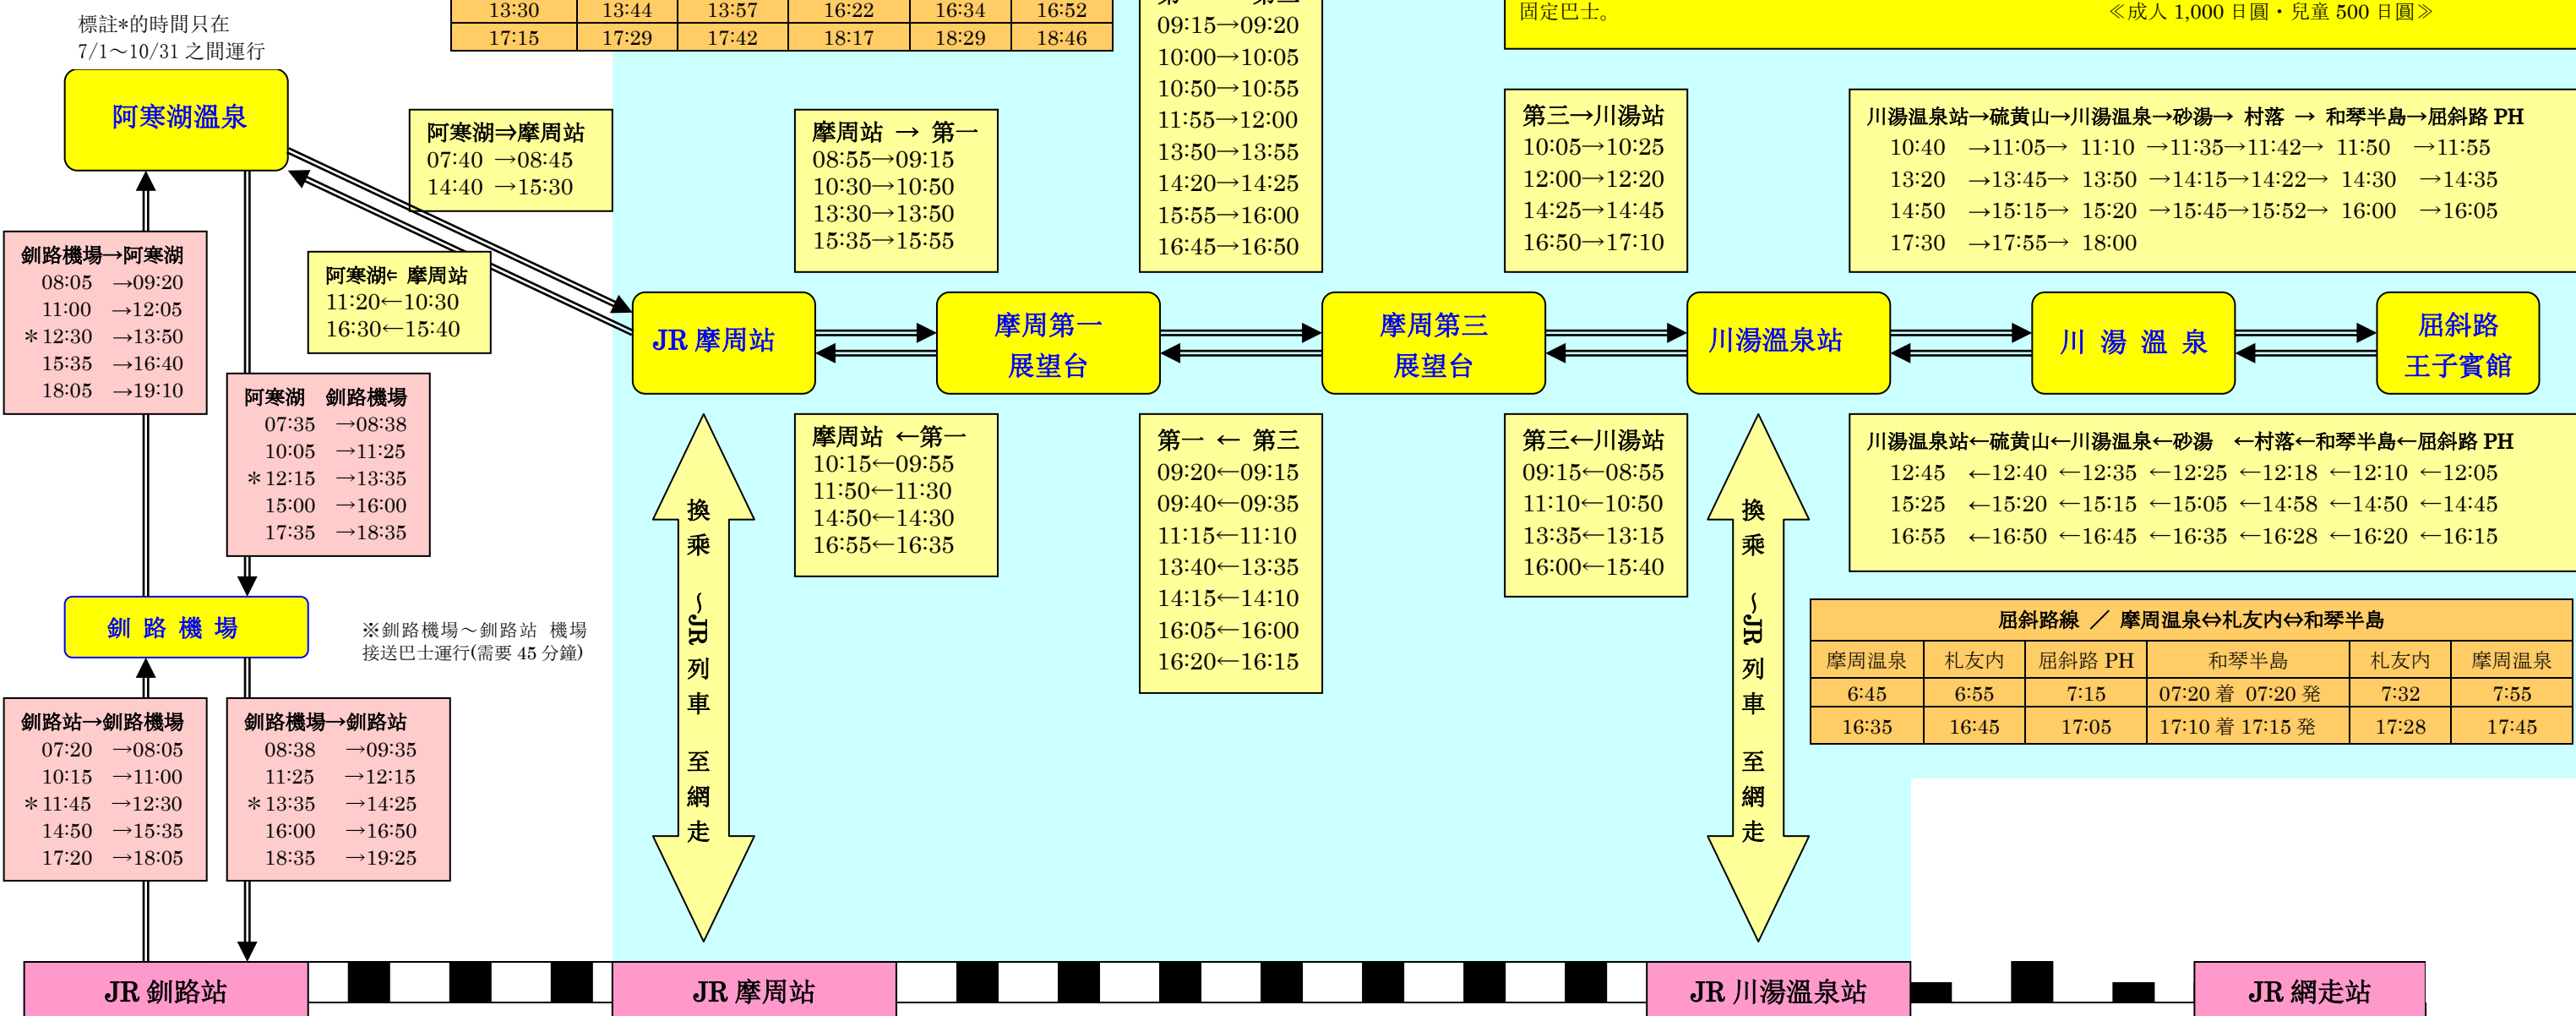 標註*的時間只在
7/1～10/31 之間運行
13:30 13:44 13:57 16:22 16:34 16:52
17:15 17:29 17:42 18:17 18:29 18:46
09:15→09:20
10:00→10:05
10:50→10:55
11:55→12:00
13:50→13:55
14:20→14:25
15:55→16:00
16:45→16:50
固定巴士。
≪成人 1,000 日圓・兒童 500 日圓≫
阿寒湖溫泉
阿寒湖⇒摩周站
07:40 →08:45
14:40 →15:30
摩周站 → 第一
08:55→09:15
10:30→10:50
13:30→13:50
15:35→15:55
第三→川湯站
10:05→10:25
12:00→12:20
14:25→14:45
16:50→17:10
川湯溫泉站→硫黄山→川湯溫泉→砂湯→ 村落 → 和琴半島→屈斜路 PH
10:40 →11:05→ 11:10 →11:35→11:42→ 11:50 →11:55
13:20 →13:45→ 13:50 →14:15→14:22→ 14:30 →14:35
14:50 →15:15→ 15:20 →15:45→15:52→ 16:00 →16:05
17:30 →17:55→ 18:00
釧路機場→阿寒湖
08:05 →09:20
11:00 →12:05
＊12:30 →13:50
15:35 →16:40
18:05 →19:10
阿寒湖⇐ 摩周站
11:20←10:30
16:30←15:40
JR 摩周站
摩周第一
展望台
摩周第三
展望台
川湯溫泉站
川 湯 溫 泉
屈斜路
王子賓館
阿寒湖 釧路機場
07:35 →08:38
10:05 →11:25
＊12:15 →13:35
15:00 →16:00
17:35 →18:35
摩周站 ←第一
10:15←09:55
11:50←11:30
14:50←14:30
16:55←16:35
第一 ← 第三
09:20←09:15
09:40←09:35
11:15←11:10
13:40←13:35
14:15←14:10
16:05←16:00
16:20←16:15
第三←川湯站
09:15←08:55
11:10←10:50
13:35←13:15
16:00←15:40
川湯溫泉站←硫黄山←川湯溫泉←砂湯 ←村落←和琴半島←屈斜路 PH
12:45 ←12:40 ←12:35 ←12:25 ←12:18 ←12:10 ←12:05
15:25 ←15:20 ←15:15 ←15:05 ←14:58 ←14:50 ←14:45
16:55 ←16:50 ←16:45 ←16:35 ←16:28 ←16:20 ←16:15
換乘 ～JR 列車 至網走
換乘 ～JR 列車 至網走
釧 路 機 場
※釧路機場～釧路站 機場
接送巴士運行(需要 45 分鐘)
屈斜路線 ／ 摩周温泉⇔札友内⇔和琴半島
摩周温泉 札友内 屈斜路 PH 和琴半島 札友内 摩周温泉
6:45 6:55 7:15 07:20 着 07:20 発 7:32 7:55
16:35 16:45 17:05 17:10 着 17:15 発 17:28 17:45
釧路站→釧路機場
07:20 →08:05
10:15 →11:00
＊11:45 →12:30
14:50 →15:35
17:20 →18:05
釧路機場→釧路站
08:38 →09:35
11:25 →12:15
＊13:35 →14:25
16:00 →16:50
18:35 →19:25
JR 釧路站
JR 摩周站
JR 川湯溫泉站
JR 網走站